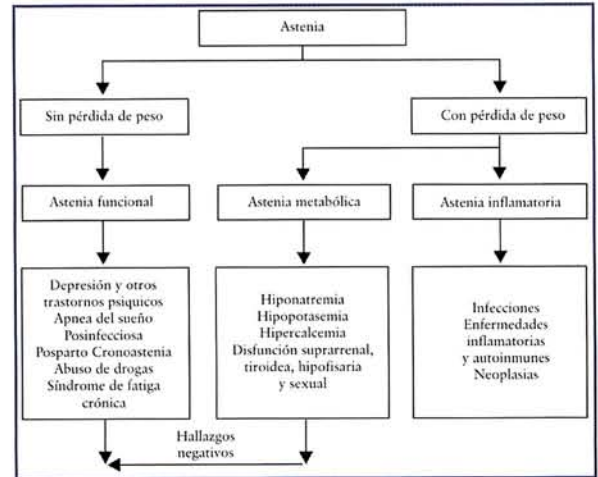 Astenia
Sin pérdida de peso
Con pérdida de peso
Astenia funcional
Astenia metabólica
Astenia inflamatoria
Depresión y otros
trastornos psiquicos
Apnea del sueño
Posinfecciosa
Posparto Cronoastenia
Abuso de drogas
Síndrome de fatiga
crónica
Hiponatremia
Hipopotasemia
Hipercalcemia
Disfunción suprarrenal,
tiroidea, hipofisaria
y sexual
Infecciones
Enfermedades
inflamatorias
y autoinmunes
Neoplasias
Hallazgos
negativos